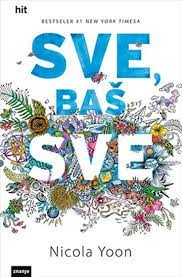 hit
BESTSELER #1 NEW YORK TIMESA
SVE,
BAŠ
SVE
Nicola Yoon
znanje